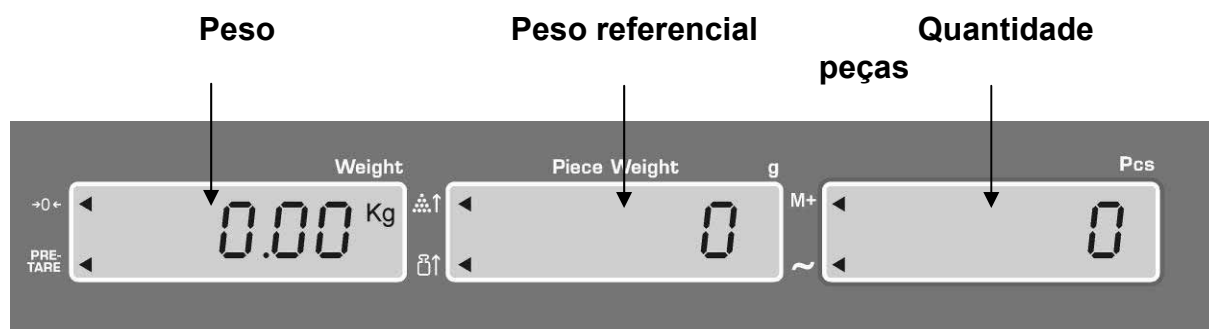 Peso Peso referencial Quantidade
peças
Weight Piece Weight g Pcs
→0← 0.00 Kg 0 M+ 0
PRE-
TARE ~